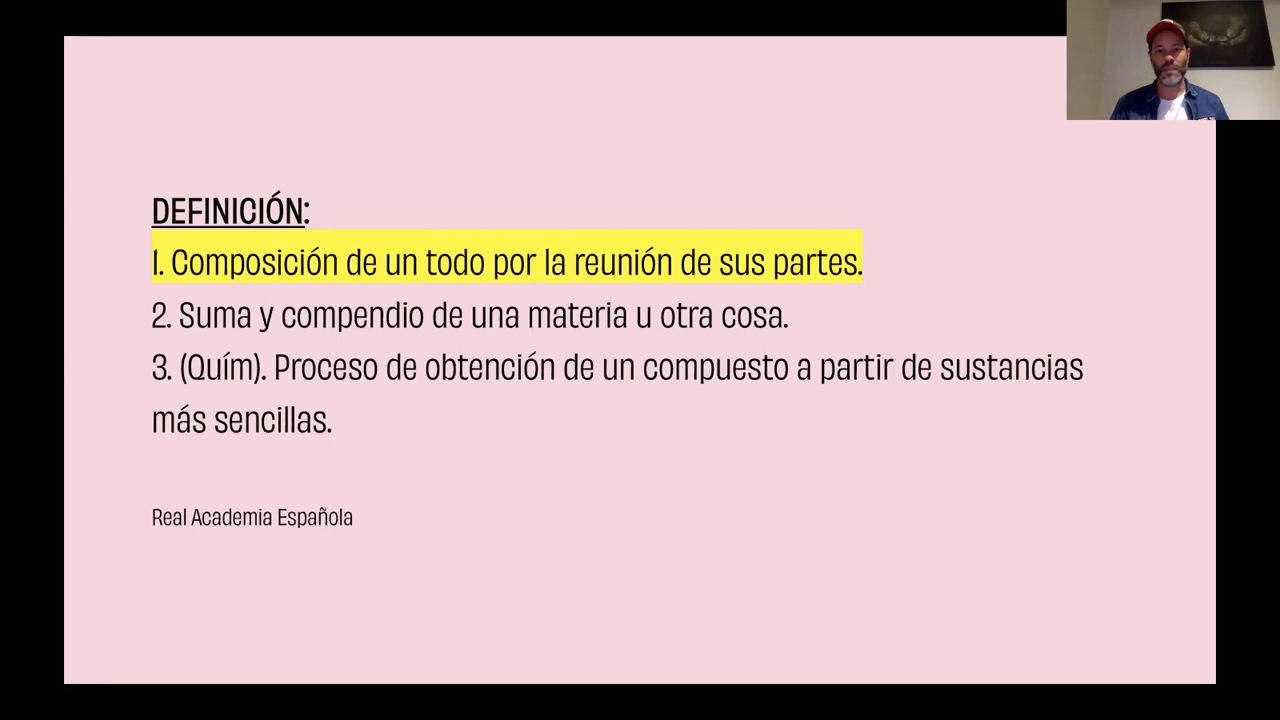 DEFINICIÓN:
1. Composición de un todo por la reunión de sus partes.
2. Suma y compendio de una materia u otra cosa.
3. (Quím). Proceso de obtención de un compuesto a partir de sustancias
más sencillas.
Real Academia Española